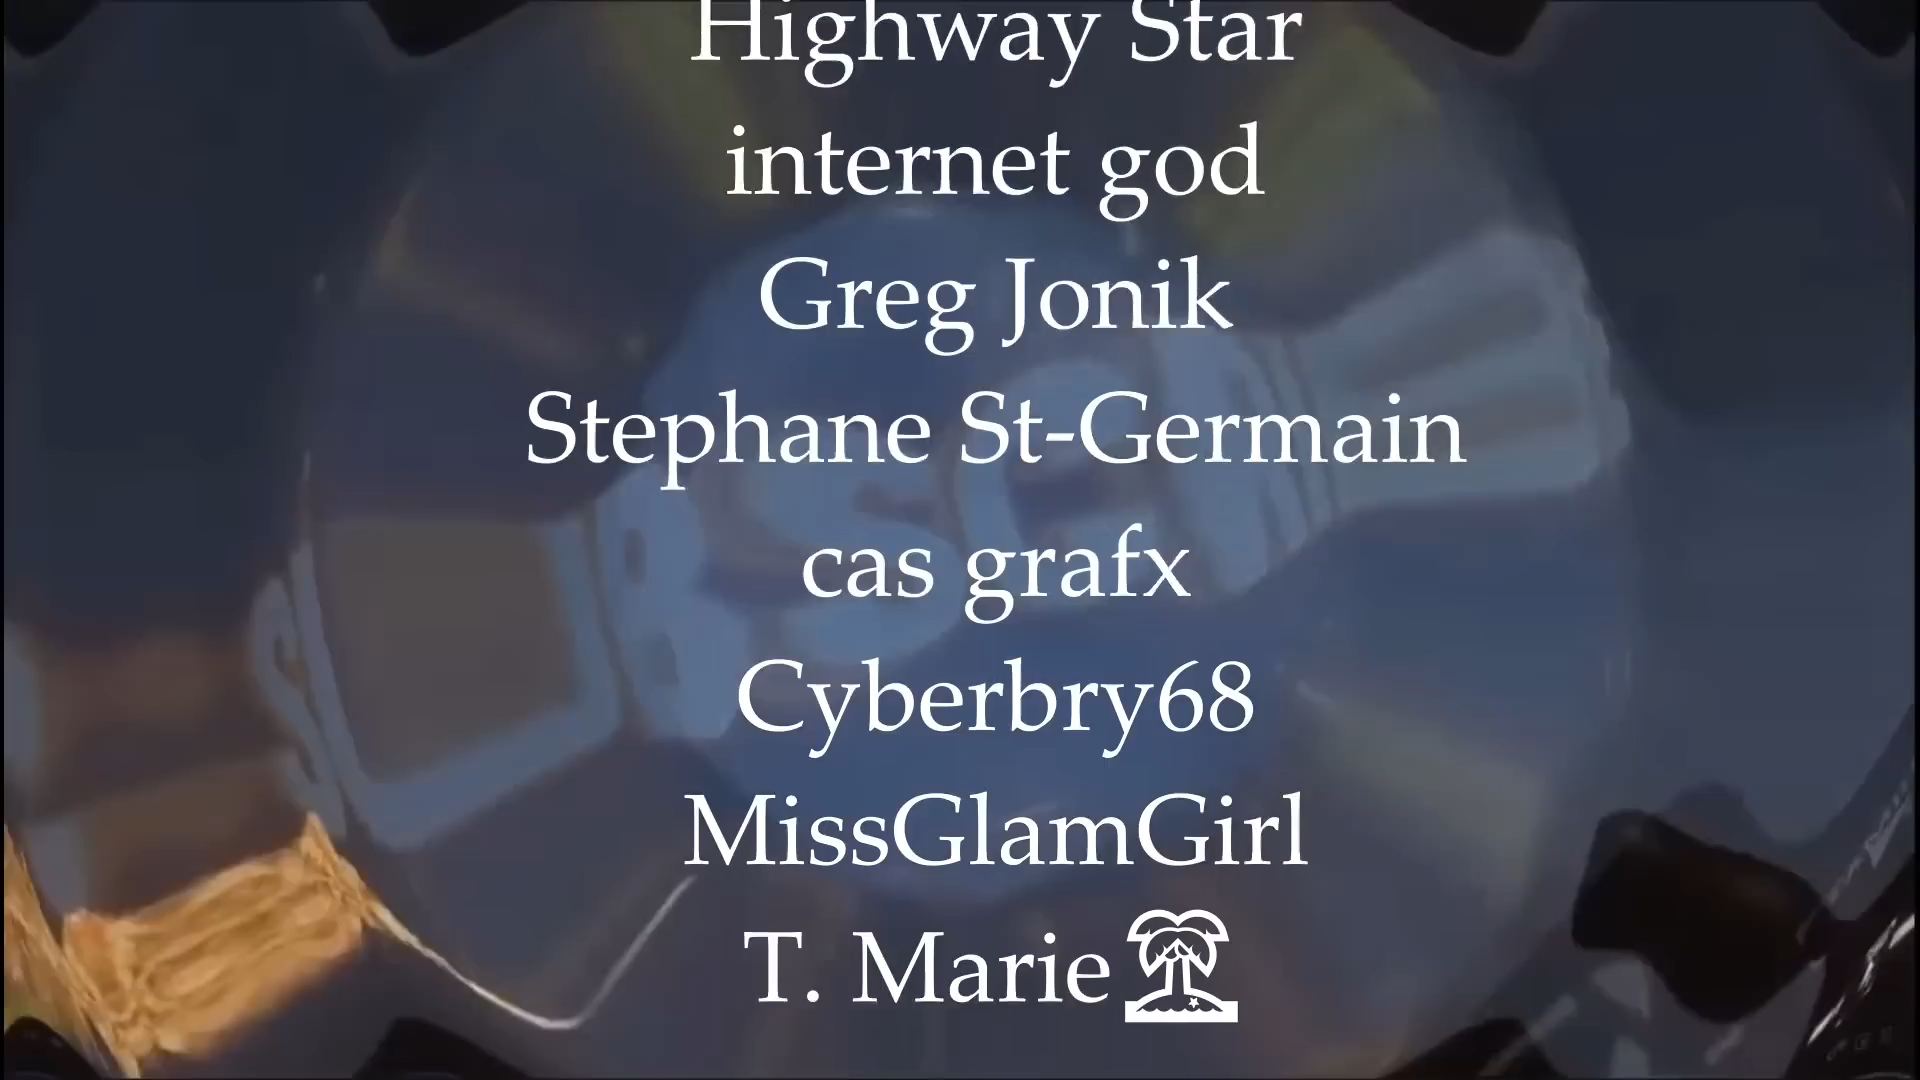 Highway Star
internet god
Greg Jonik
Stephane St-Germain
cas grafx
Cyberbry68
MissGlamGirl
T. Marie🏝